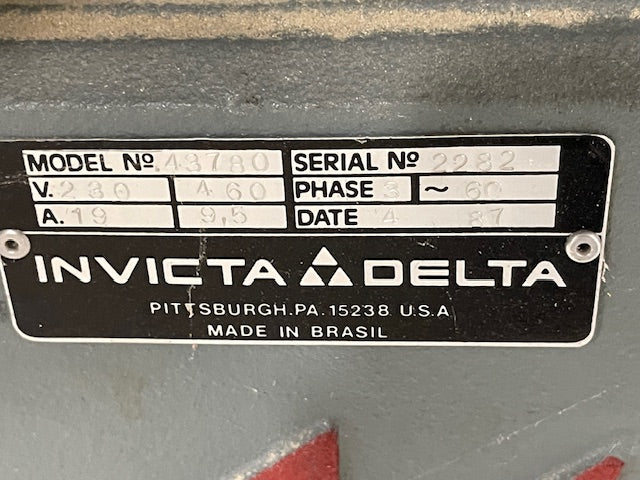 MODEL Nº 43780 SERIAL Nº 2282
V. 230 460 PHASE 3 ~ 60
A. 19 9,5 DATE 4 87
INVICTA DELTA
PITTSBURGH.PA.15238 U.S.A
MADE IN BRASIL